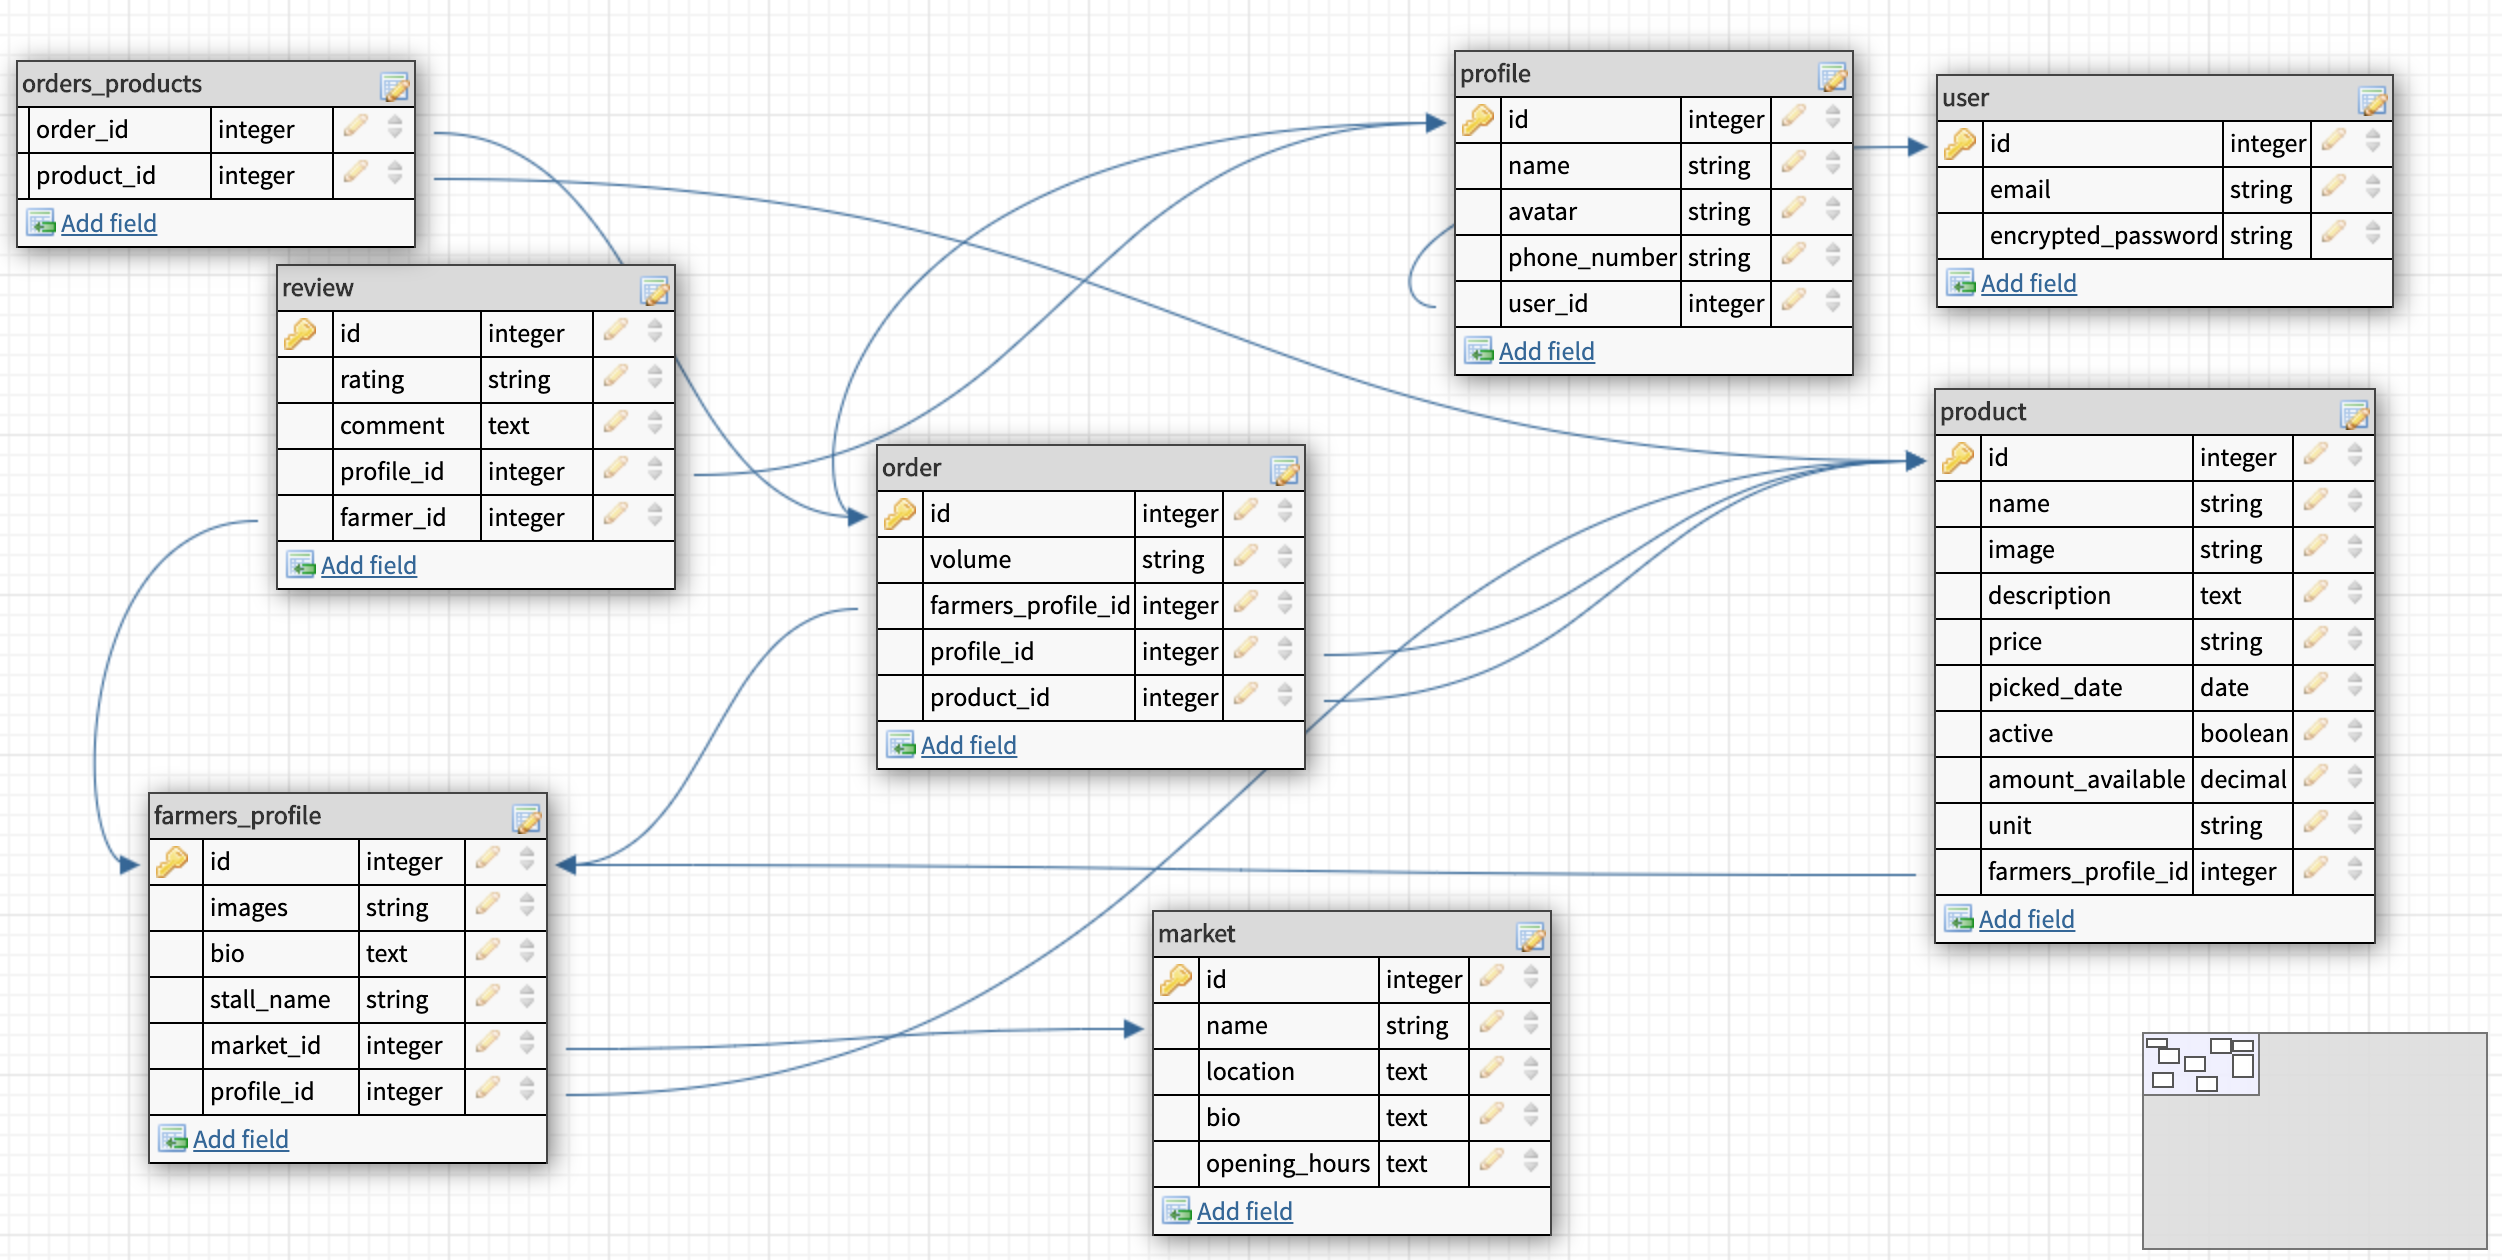 orders_products
order_id integer
product_id integer
Add field
review
id integer
rating string
comment text
profile_id integer
farmer_id integer
Add field
farmers_profile
id integer
images string
bio text
stall_name string
market_id integer
profile_id integer
Add field
order
id integer
volume string
farmers_profile_id integer
profile_id integer
product_id integer
Add field
market
id integer
name string
location text
bio text
opening_hours text
Add field
profile
id integer
name string
avatar string
phone_number string
user_id integer
Add field
user
id integer
email string
encrypted_password string
Add field
product
id integer
name string
image string
description text
price string
picked_date date
active boolean
amount_available decimal
unit string
farmers_profile_id integer
Add field